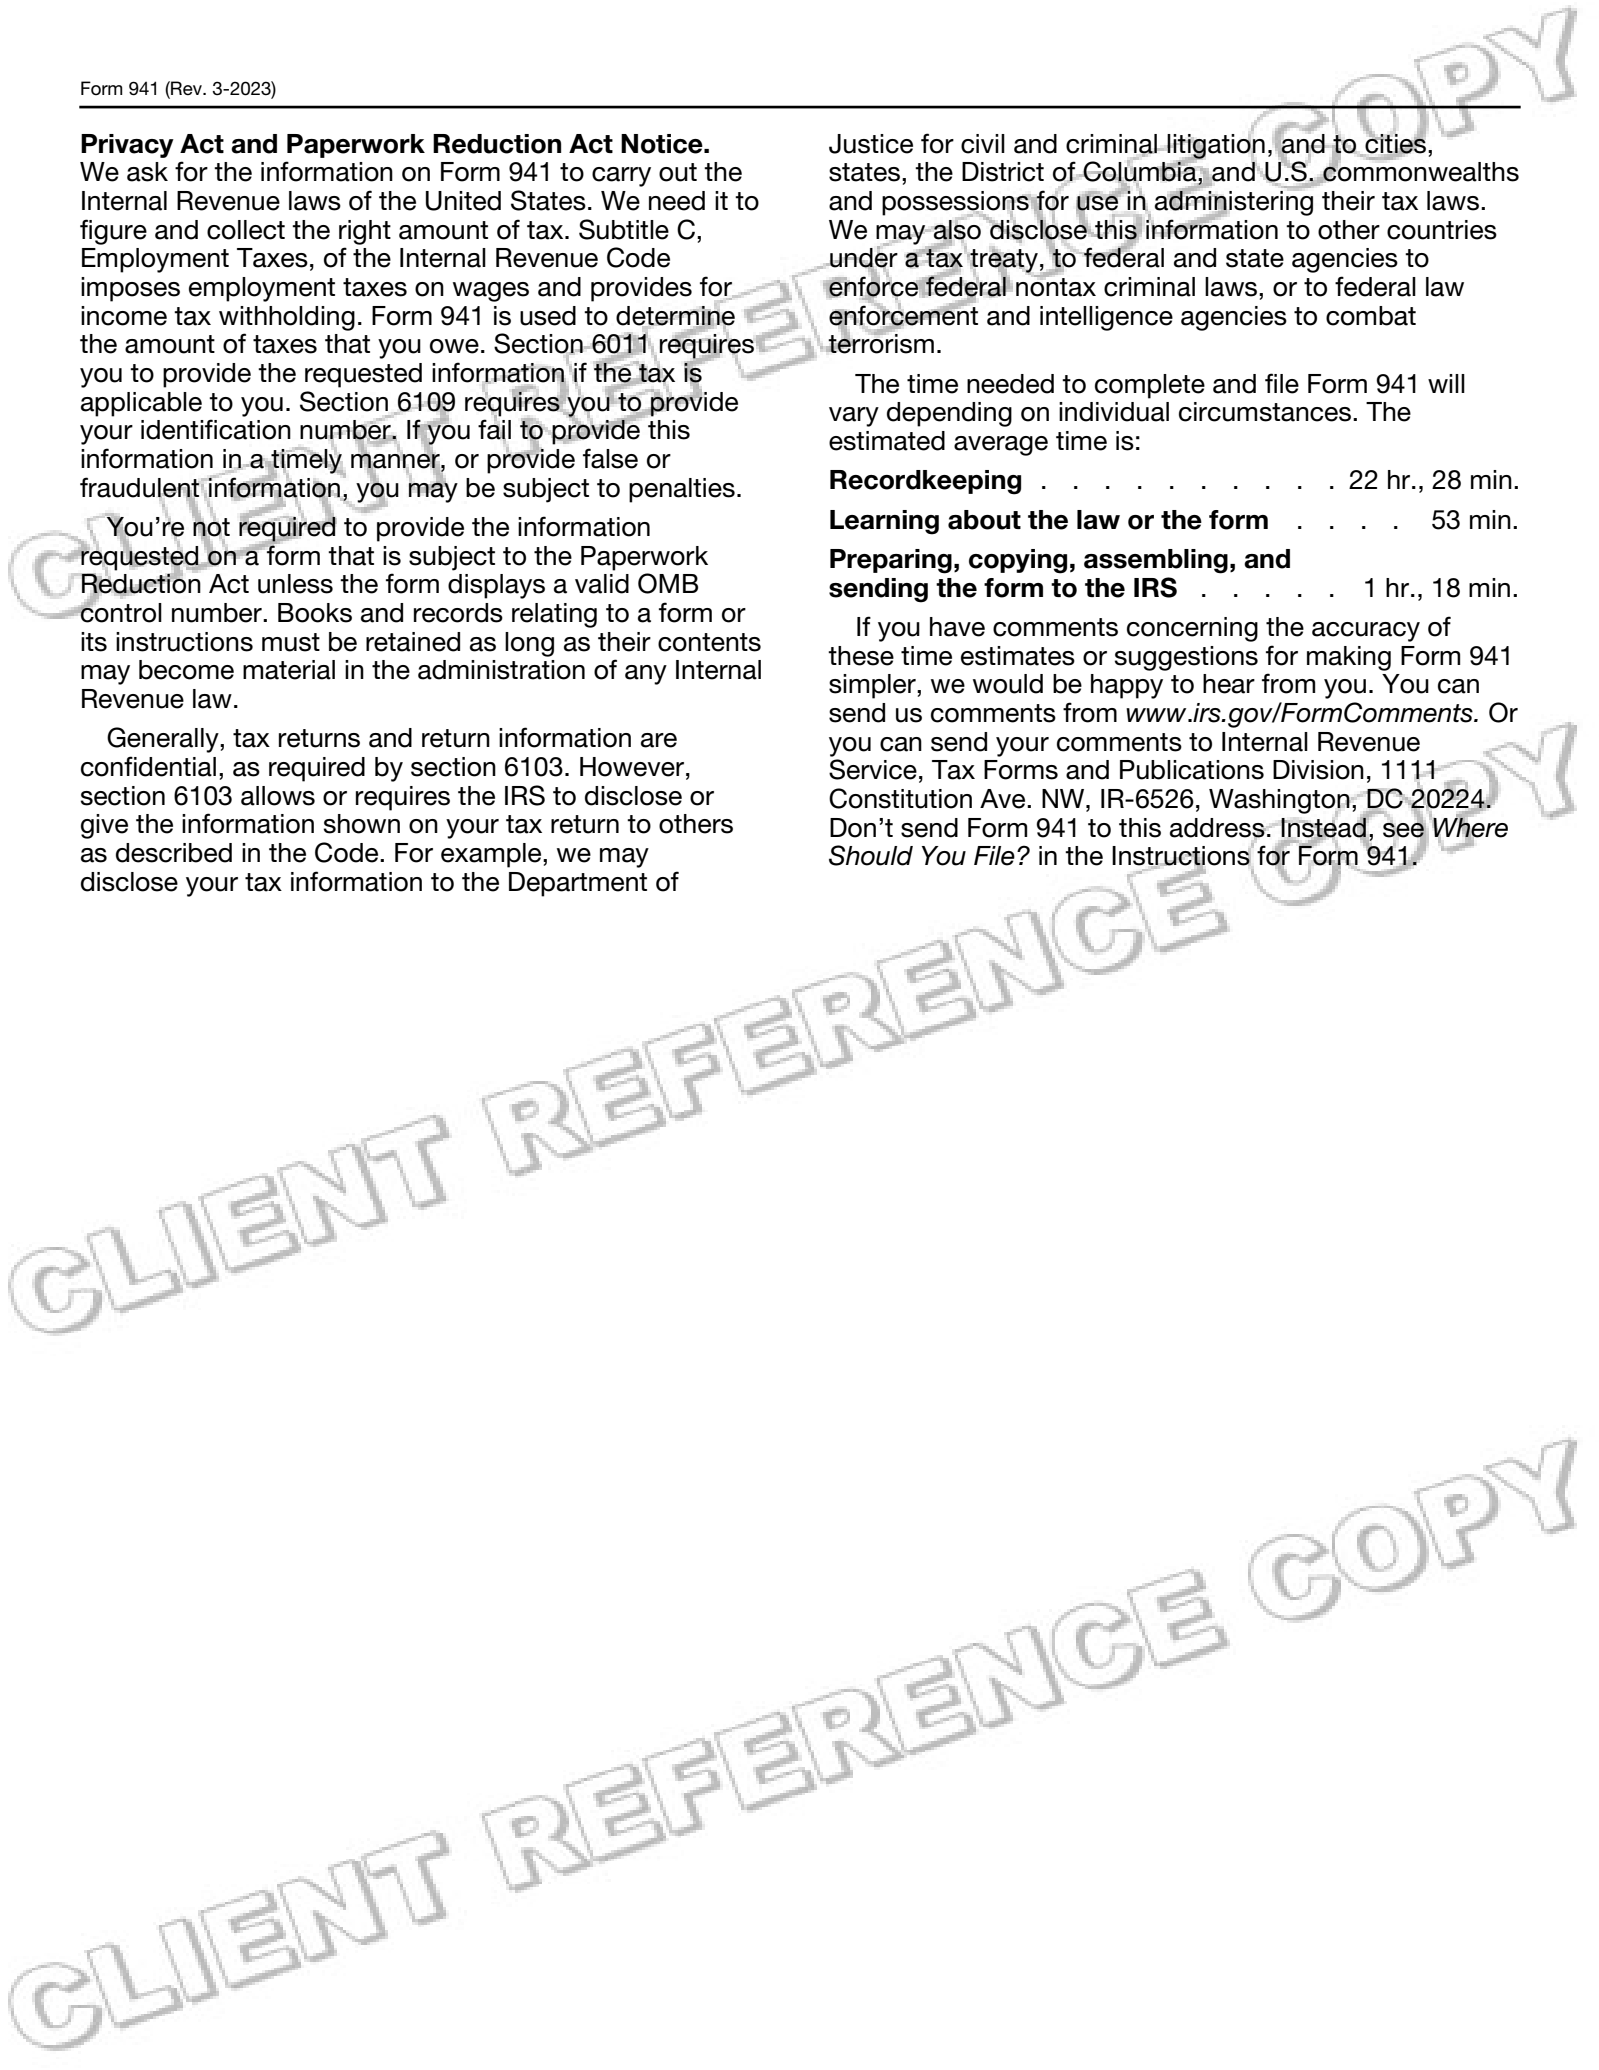 Form 941 (Rev. 3-2023)
Privacy Act and Paperwork Reduction Act Notice.
We ask for the information on Form 941 to carry out the
Internal Revenue laws of the United States. We need it to
figure and collect the right amount of tax. Subtitle C,
Employment Taxes, of the Internal Revenue Code
imposes employment taxes on wages and provides for
income tax withholding. Form 941 is used to determine
the amount of taxes that you owe. Section 6011 requires
you to provide the requested information if the tax is
applicable to you. Section 6109 requires you to provide
your identification number. If you fail to provide this
information in a timely manner, or provide false or
fraudulent information, you may be subject to penalties.
You’re not required to provide the information
requested on a form that is subject to the Paperwork
Reduction Act unless the form displays a valid OMB
control number. Books and records relating to a form or
its instructions must be retained as long as their contents
may become material in the administration of any Internal
Revenue law.
Generally, tax returns and return information are
confidential, as required by section 6103. However,
section 6103 allows or requires the IRS to disclose or
give the information shown on your tax return to others
as described in the Code. For example, we may
disclose your tax information to the Department of
Justice for civil and criminal litigation, and to cities,
states, the District of Columbia, and U.S. commonwealths
and possessions for use in administering their tax laws.
We may also disclose this information to other countries
under a tax treaty, to federal and state agencies to
enforce federal nontax criminal laws, or to federal law
enforcement and intelligence agencies to combat
terrorism.
The time needed to complete and file Form 941 will
vary depending on individual circumstances. The
estimated average time is:
Recordkeeping . . . . . . . . . . 22 hr., 28 min.
Learning about the law or the form . . . . 53 min.
Preparing, copying, assembling, and
sending the form to the IRS . . . . . 1 hr., 18 min.
If you have comments concerning the accuracy of
these time estimates or suggestions for making Form 941
simpler, we would be happy to hear from you. You can
send us comments from www.irs.gov/FormComments. Or
you can send your comments to Internal Revenue
Service, Tax Forms and Publications Division, 1111
Constitution Ave. NW, IR-6526, Washington, DC 20224.
Don’t send Form 941 to this address. Instead, see Where
Should You File? in the Instructions for Form 941.
CLIENT REFERENCE COPY
CLIENT REFERENCE COPY
CLIENT REFERENCE COPY